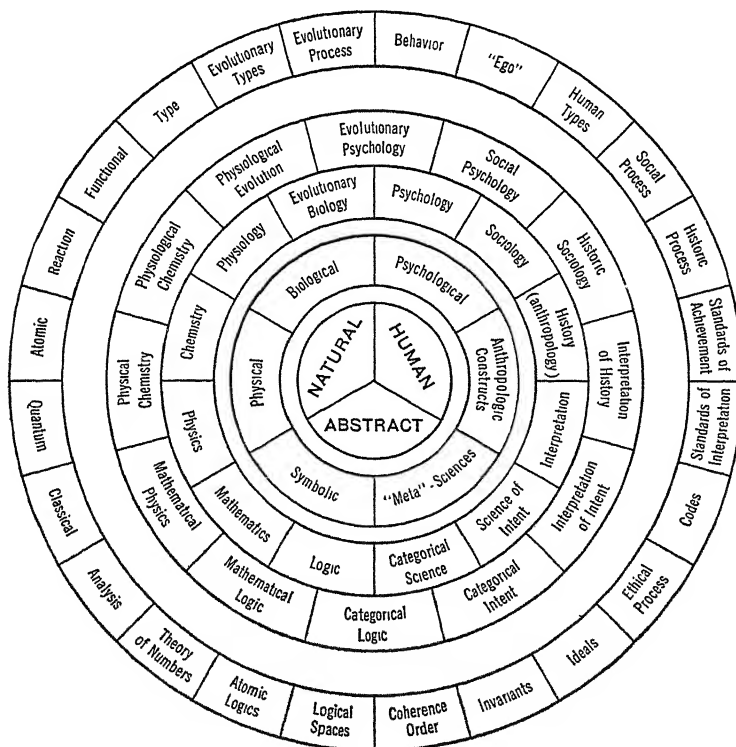 Behavior
"Ego"
Human
Types
Social
Process
Historic
Process
Standards of
Achievement
Standards of
Interpretation
Codes
Ethical
Process
Ideals
Invariants
Coherence
Order
Logical
Spaces
Atomic
Logics
Theory
of Numbers
Analysis
Classical
Quantum
Atomic
Reaction
Functional
Type
Evolutionary
Types
Evolutionary
Process
Evolutionary
Psychology
Social
Psychology
Historic
Sociology
Interpretation
of History
Interpretation
of Intent
Categorical
Intent
Categorical
Logic
Mathematical
Logic
Mathematical
Physics
Physical
Chemistry
Physiological
Chemistry
Physiological
Evolution
Psychology
Sociology
History
(anthropology)
Interpretation
Science of
Intent
Categorical
Science
Logic
Mathematics
Physics
Chemistry
Physiology
Evolutionary
Biology
Psychological
Anthropologic
Constructs
"Meta"-Sciences
Symbolic
Physical
Biological
NATURAL
HUMAN
ABSTRACT